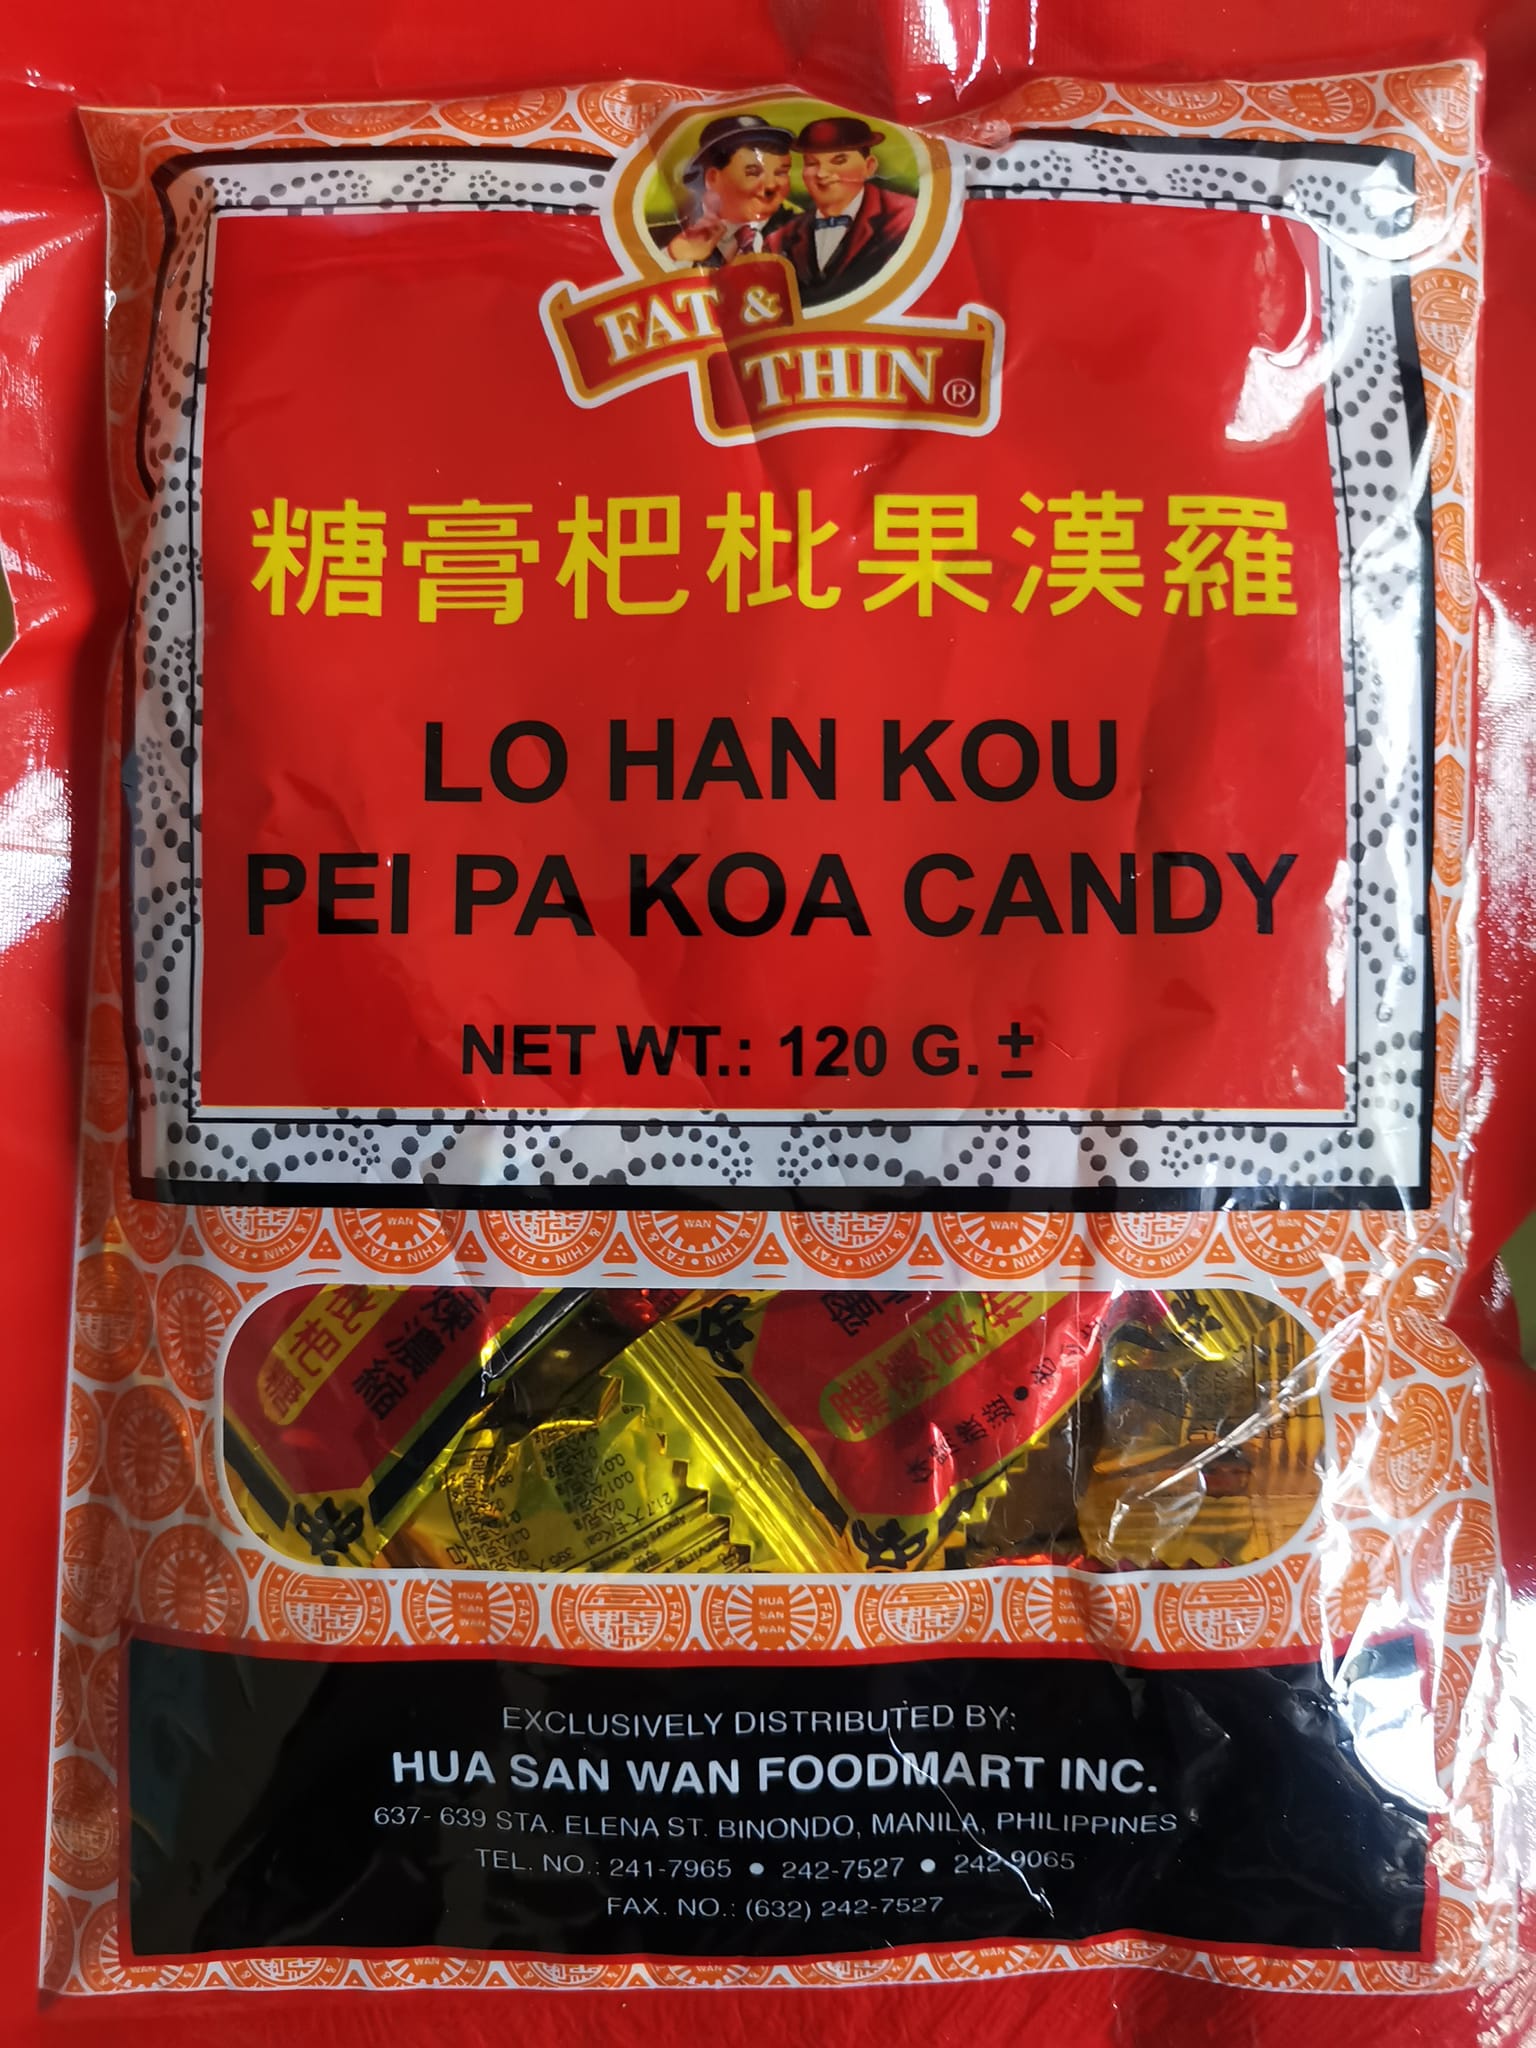 FAT &
THIN ®
糖膏杷枇果漢羅
LO HAN KOU
PEI PA KOA CANDY
NET WT.: 120 G. ±
EXCLUSIVELY DISTRIBUTED BY:
HUA SAN WAN FOODMART INC.
637- 639 STA. ELENA ST. BINONDO, MANILA, PHILIPPINES
TEL. NO.: 241-7965 ● 242-7527 ● 242-9065
FAX. NO.: (632) 242-7527